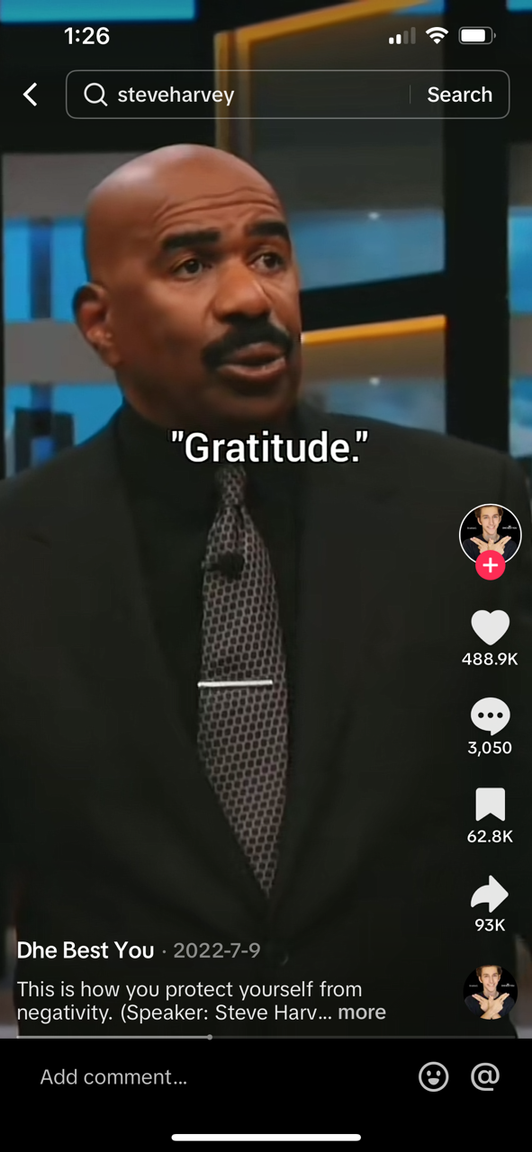 1:26
steveharvey
Search
"Gratitude."
488.9K
3,050
62.8K
93K
Dhe Best You · 2022-7-9
This is how you protect yourself from
negativity. (Speaker: Steve Harv... more
Add comment...
@